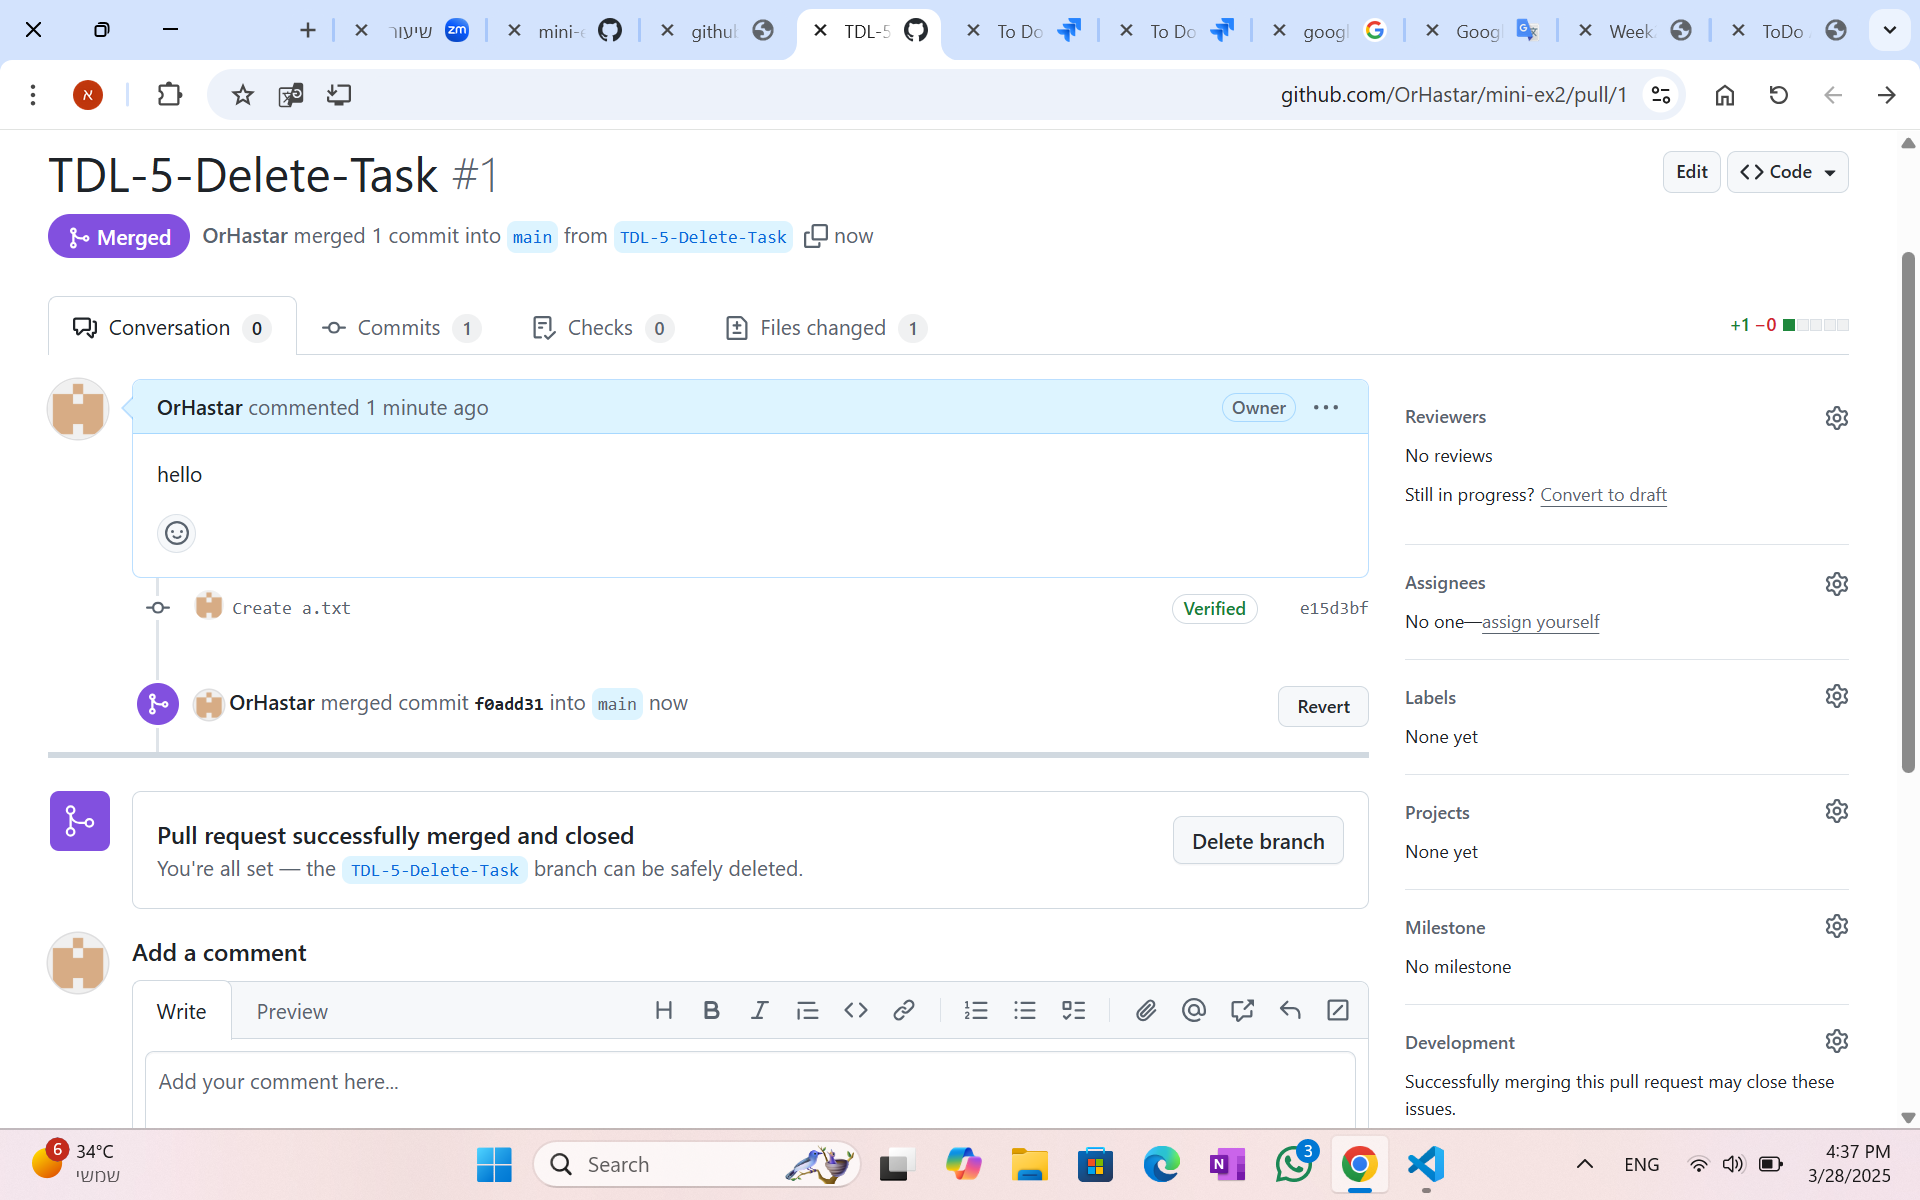 שיעור
mini-e
github
TDL-5
To Do
To Do
googl
Goog
Week
ToDo
א
github.com/OrHastar/mini-ex2/pull/1
TDL-5-Delete-Task #1
Edit
Code
Merged
OrHastar merged 1 commit into main from TDL-5-Delete-Task now
Conversation 0
Commits 1
Checks 0
Files changed 1
+1 −0
OrHastar commented 1 minute ago
Owner
hello
Create a.txt
Verified
e15d3bf
OrHastar merged commit f0add31 into main now
Revert
Pull request successfully merged and closed
You're all set — the TDL-5-Delete-Task branch can be safely deleted.
Delete branch
Add a comment
Write
Preview
Add your comment here...
Reviewers
No reviews
Still in progress? Convert to draft
Assignees
No one—assign yourself
Labels
None yet
Projects
None yet
Milestone
No milestone
Development
Successfully merging this pull request may close these
issues.
6
34°C
שמשי
Search
3
ENG
4:37 PM
3/28/2025